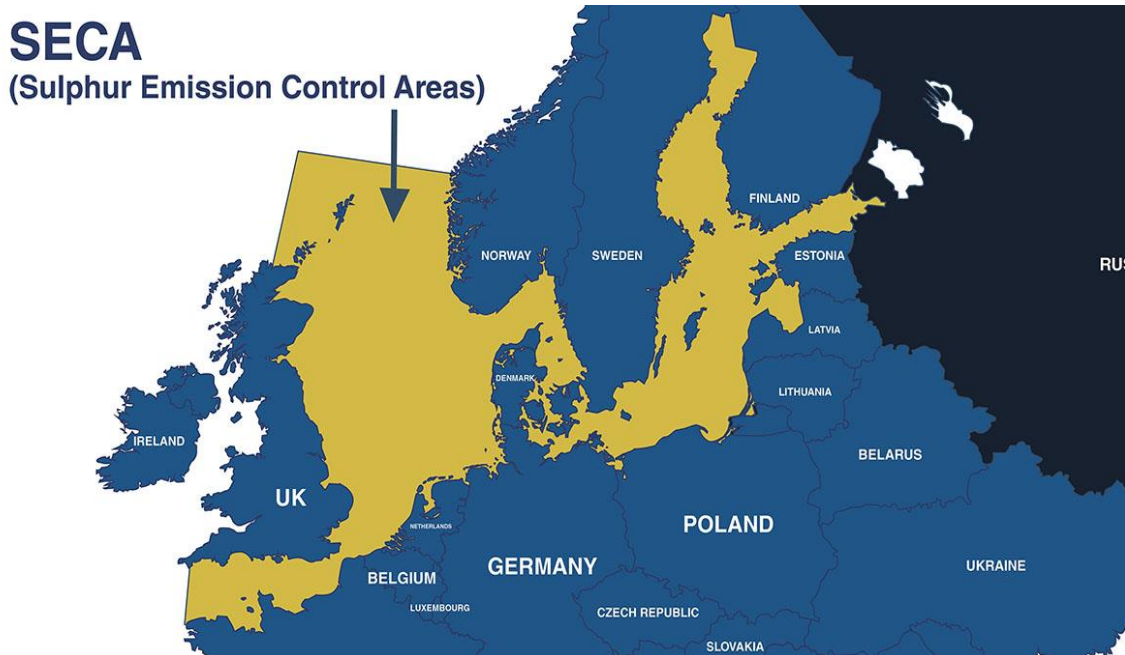 SECA
(Sulphur Emission Control Areas)
FINLAND
NORWAY
SWEDEN
ESTONIA
RUS
LATVIA
DENMARK
LITHUANIA
IRELAND
BELARUS
UK
NETHERLANDS
POLAND
GERMANY
UKRAINE
BELGIUM
LUXEMBOURG
CZECH REPUBLIC
SLOVAKIA